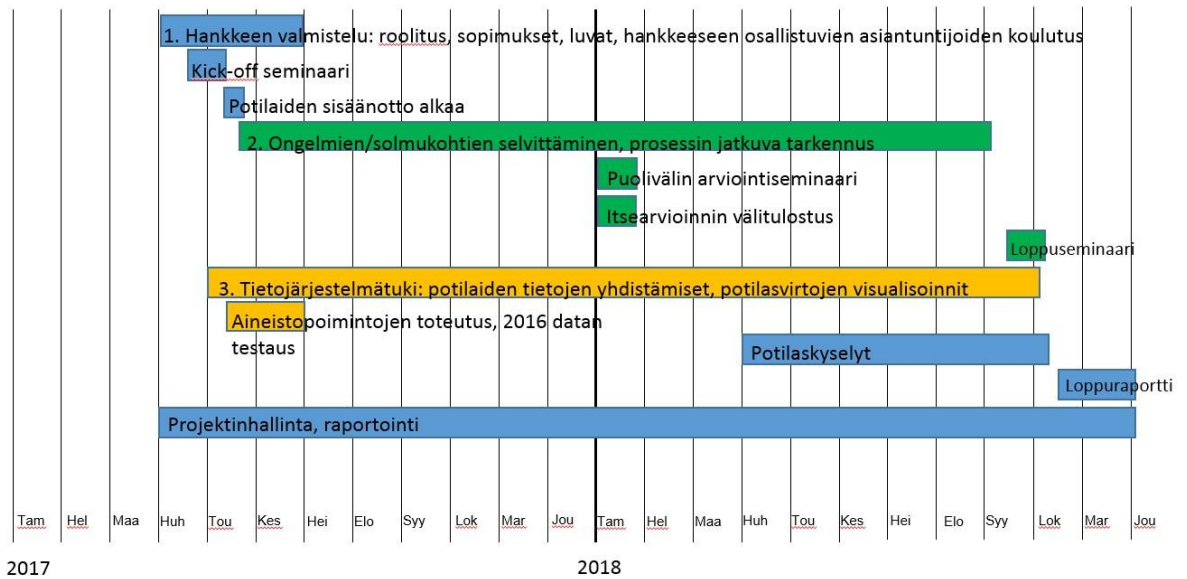 1. Hankkeen valmistelu: roolitus, sopimukset, luvat, hankkeeseen osallistuvien asiantuntijoiden koulutus
Kick-off seminaari
Potilaiden sisäänotto alkaa
2. Ongelmien/solmukohtien selvittäminen, prosessin jatkuva tarkennus
Puolivälin arviointiseminaari
Itsearvioinnin välitulostus
Loppuseminaari
3. Tietojärjestelmätuki: potilaiden tietojen yhdistämiset, potilasvirtojen visualisoinnit
Aineistopoimintojen toteutus, 2016 datan
testaus
Potilaskyselyt
Loppuraportti
Projektinhallinta, raportointi
Tam Hel Maa Huh Tou Kes Hei Elo Syy Lok Mar Jou Tam Hel Maa Huh Tou Kes Hei Elo Syy Lok Mar Jou
2017 2018